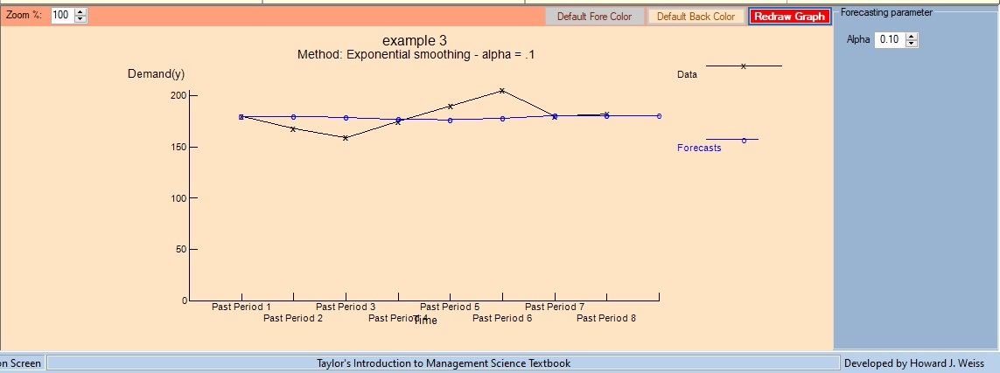 Zoom %: 100
Default Fore Color
Default Back Color
Redraw Graph
Forecasting parameter
Alpha 0.10
example 3
Method: Exponential smoothing - alpha = .1
Demand(y)
Data
Forecasts
200
150
100
50
0
Past Period 1
Past Period 3
Past Period 5
Past Period 7
Past Period 2
Past Period 4
Past Period 6
Past Period 8
Time
on Screen
Taylor's Introduction to Management Science Textbook
Developed by Howard J. Weiss